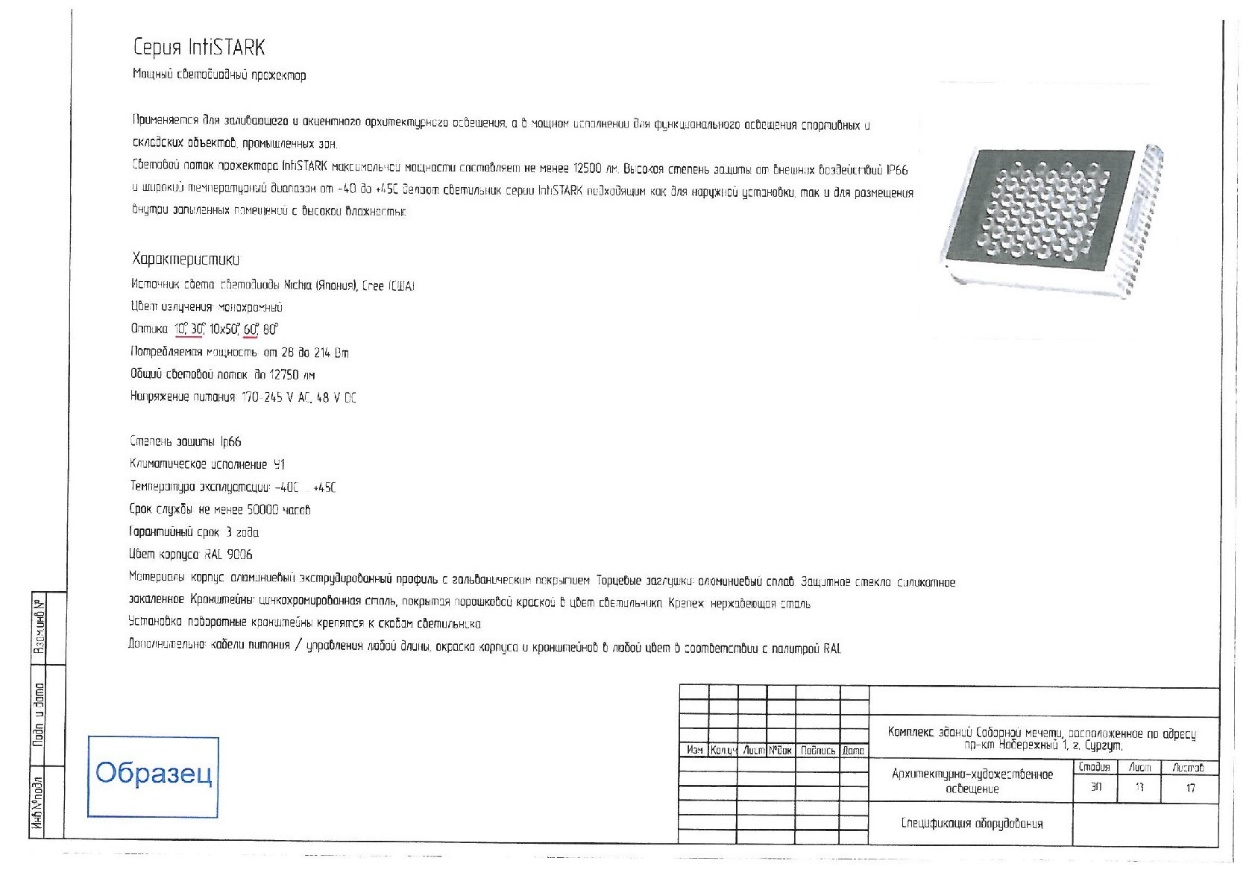 Серия IntiSTARK
Мощный светодиодный прожектор
Применяется для заливающего и акцентного архитектурного освещения, а в мощном исполнении для функционального освещения спортивных и
складских объектов, промышленных зон.
Световой поток прожектора IntiSTARK максимальной мощности составляет не менее 12500 лм. Высокая степень защиты от внешних воздействий IP66
и широкий температурный диапазон от -40 до +45С делают светильник серии IntiSTARK подходящим как для наружной установки, так и для размещения
внутри запыленных помещений с высокой влажностью.
Характеристики
Источник света: светодиоды Nichia (Япония), Cree (США)
Цвет излучения: монохромный
Оптика: 10°, 30°, 10х50°, 60°, 80°
Потребляемая мощность: от 28 до 214 Вт
Общий световой поток: до 12750 лм
Напряжение питания: 170-245 V AC, 48 V DC
Степень защиты: Ip66
Климатическое исполнение: У1
Температура эксплуатации: -40С ... +45С
Срок службы: не менее 50000 часов
Гарантийный срок: 3 года
Цвет корпуса: RAL 9006
Материалы: корпус: алюминиевый экструдированный профиль с гальваническим покрытием. Торцевые заглушки: алюминиевый сплав. Защитное стекло: силикатное
закаленное. Кронштейны: цинкохромированная сталь, покрытая порошковой краской в цвет светильника. Крепеж: нержавеющая сталь
Установка: поворотные кронштейны крепятся к скобам светильника
Дополнительно: кабели питания / управления любой длины, окраска корпуса и кронштейнов в любой цвет в соответствии с палитрой RAL
Взам.инв.№
Подп. и дата
Инв.№подл.
Образец
Изм. Кол.уч Лист №док Подпись Дата
Комплекс зданий Соборной мечети, расположенное по адресу
пр-кт Набережный 1, г. Сургут.
Архитектурно-художественное
освещение
Стадия Лист Листов
ЭП 13 17
Спецификация оборудования